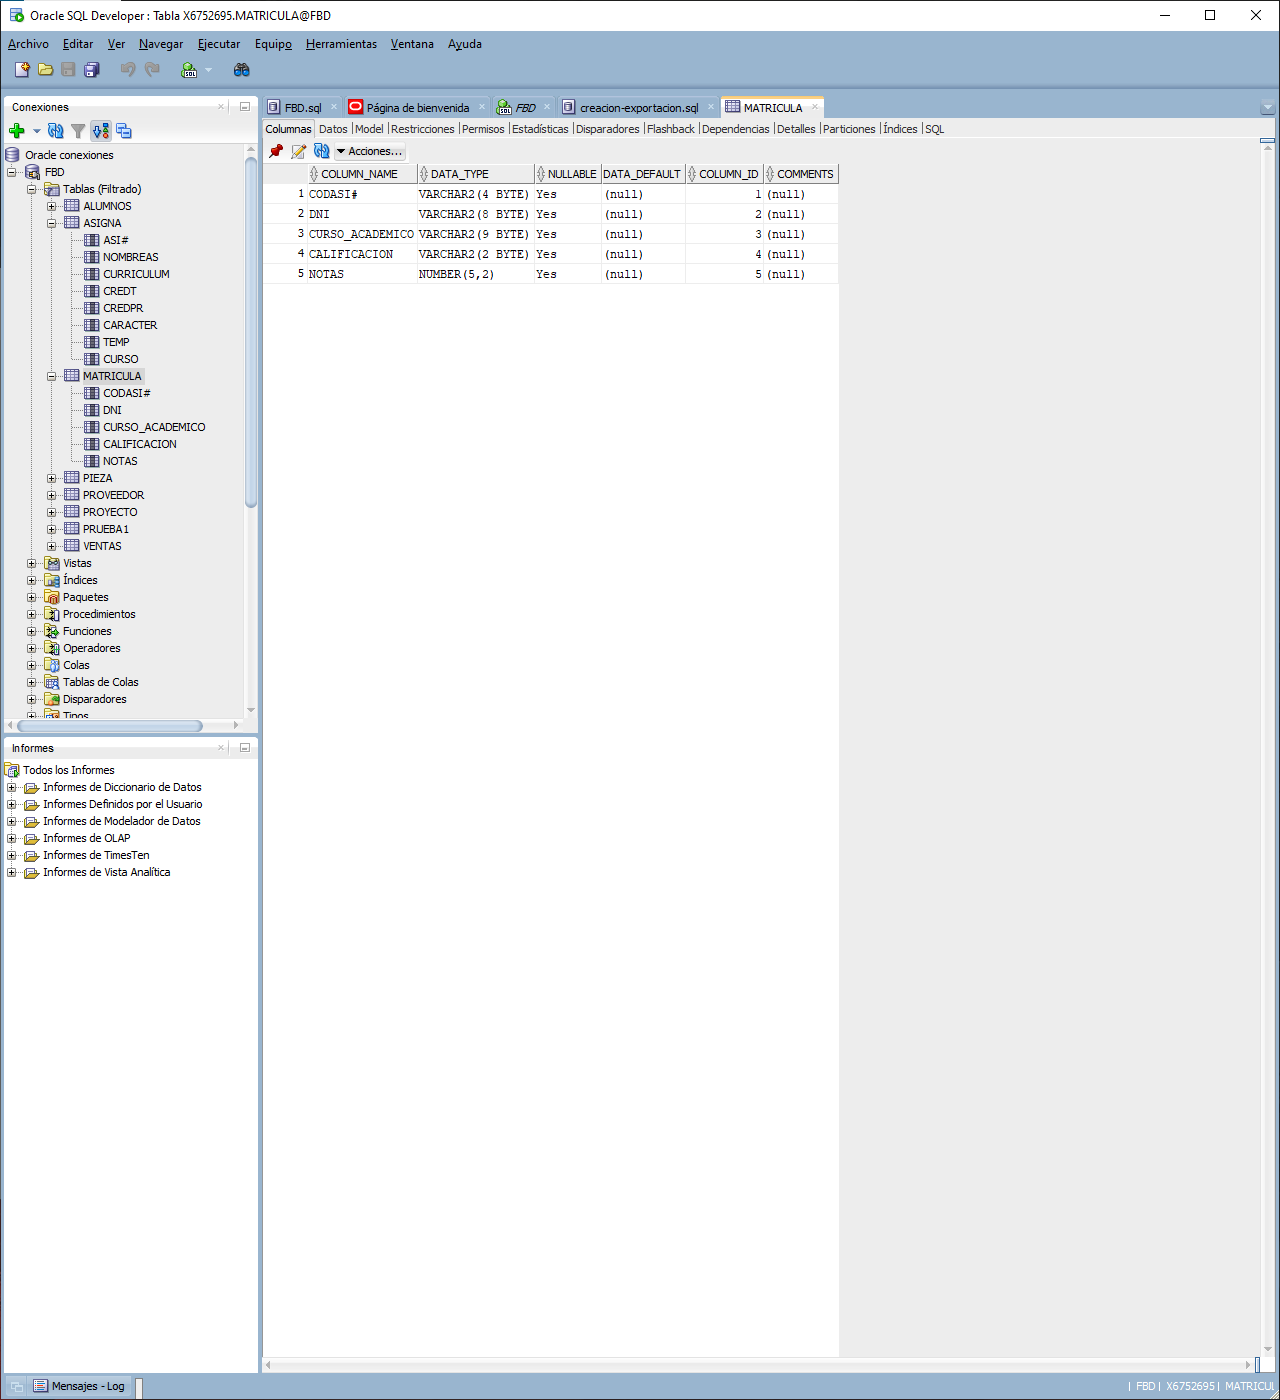 Oracle SQL Developer : Tabla X6752695.MATRICULA@FBD
Archivo Editar Ver Navegar Ejecutar Equipo Herramientas Ventana Ayuda
Conexiones
Oracle conexiones
FBD
Tablas (Filtrado)
ALUMNOS
ASIGNA
ASI#
NOMBREAS
CURRICULUM
CREDT
CREDPR
CARACTER
TEMP
CURSO
MATRICULA
CODASI#
DNI
CURSO_ACADEMICO
CALIFICACION
NOTAS
PIEZA
PROVEEDOR
PROYECTO
PRUEBA1
VENTAS
Vistas
Índices
Paquetes
Procedimientos
Funciones
Operadores
Colas
Tablas de Colas
Disparadores
Tipos
Informes
Todos los Informes
Informes de Diccionario de Datos
Informes Definidos por el Usuario
Informes de Modelador de Datos
Informes de OLAP
Informes de TimesTen
Informes de Vista Analítica
FBD.sql Página de bienvenida FBD creacion-exportacion.sql MATRICULA
Columnas Datos Model Restricciones Permisos Estadísticas Disparadores Flashback Dependencias Detalles Particiones Índices SQL
Acciones...
COLUMN_NAME DATA_TYPE NULLABLE DATA_DEFAULT COLUMN_ID COMMENTS
1 CODASI# VARCHAR2(4 BYTE) Yes (null) 1 (null)
2 DNI VARCHAR2(8 BYTE) Yes (null) 2 (null)
3 CURSO_ACADEMICO VARCHAR2(9 BYTE) Yes (null) 3 (null)
4 CALIFICACION VARCHAR2(2 BYTE) Yes (null) 4 (null)
5 NOTAS NUMBER(5,2) Yes (null) 5 (null)
Mensajes - Log
| FBD | X6752695 | MATRICUL